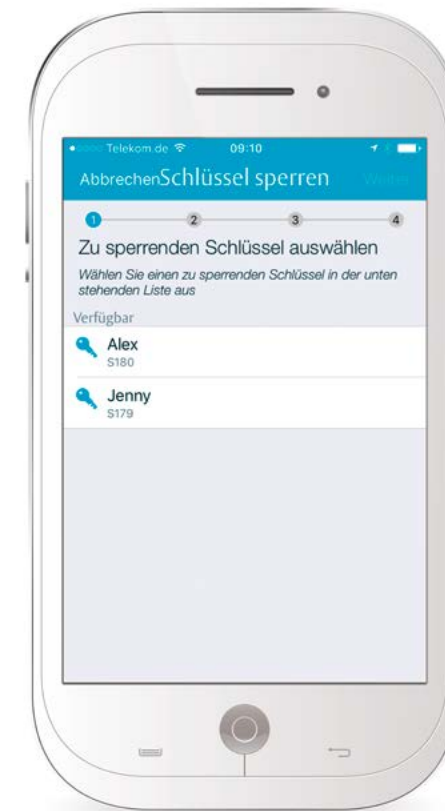 Telekom.de 09:10
Abbrechen Schlüssel sperren Weiter
1 2 3 4
Zu sperrenden Schlüssel auswählen
Wählen Sie einen zu sperrenden Schlüssel in der unten
stehenden Liste aus
Verfügbar
Alex
S180
Jenny
S179